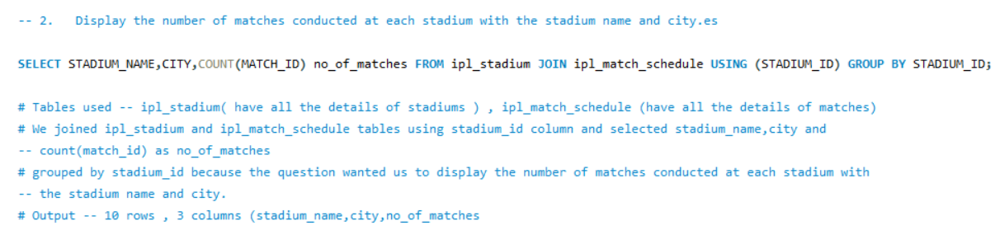 -- 2.   Display the number of matches conducted at each stadium with the stadium name and city.es
SELECT STADIUM_NAME,CITY,COUNT(MATCH_ID) no_of_matches FROM ipl_stadium JOIN ipl_match_schedule USING (STADIUM_ID) GROUP BY STADIUM_ID;
# Tables used -- ipl_stadium( have all the details of stadiums ) , ipl_match_schedule (have all the details of matches)
# We joined ipl_stadium and ipl_match_schedule tables using stadium_id column and selected stadium_name,city and
-- count(match_id) as no_of_matches
# grouped by stadium_id because the question wanted us to display the number of matches conducted at each stadium with
-- the stadium name and city.
# Output -- 10 rows , 3 columns (stadium_name,city,no_of_matches